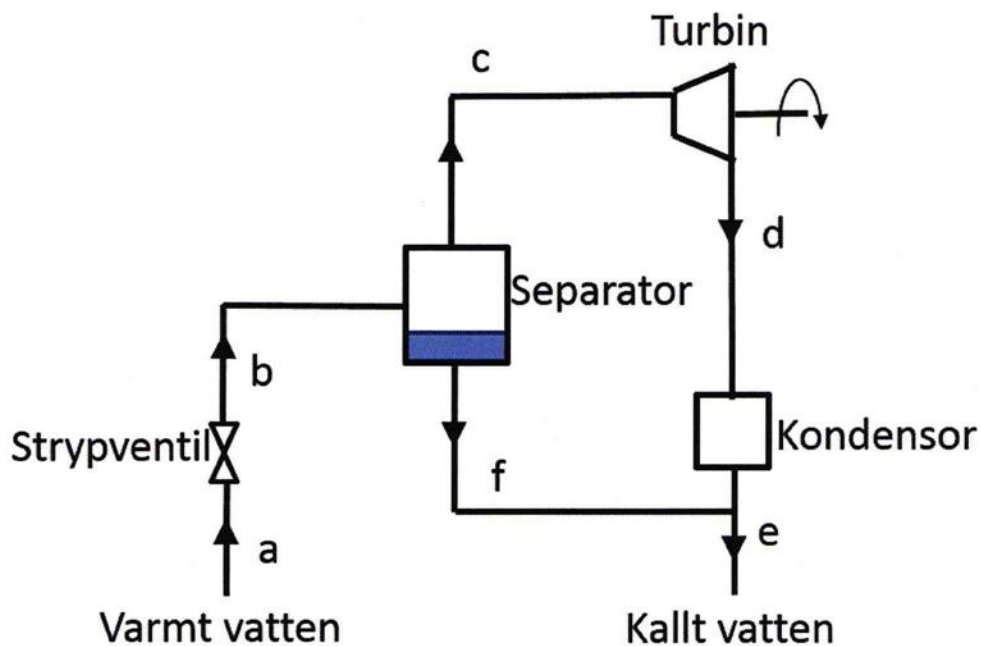 Turbin
c
d
Separator
b
Strypventil
Kondensor
f
a
e
Varmt vatten
Kallt vatten